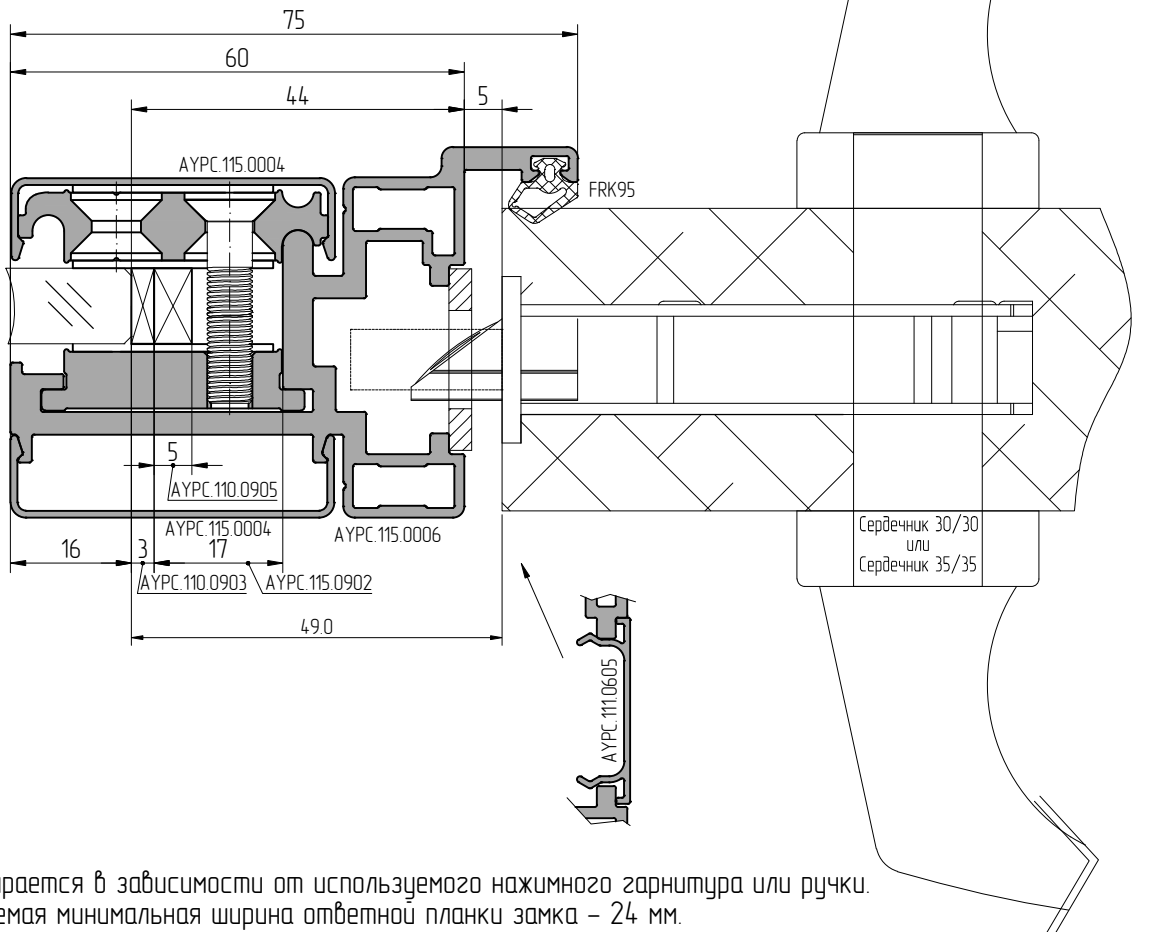 75
60
44
5
AYPC.115.0004
FRK95
5
AYPC.110.0905
AYPC.115.0004
AYPC.115.0006
Сердечник 30/30
или
Сердечник 35/35
16
3
17
AYPC.110.0903
AYPC.115.0902
49.0
AYPC.111.0605
рается в зависимости от используемого нажимного гарнитура или ручки.
емая минимальная ширина ответной планки замка – 24 мм.